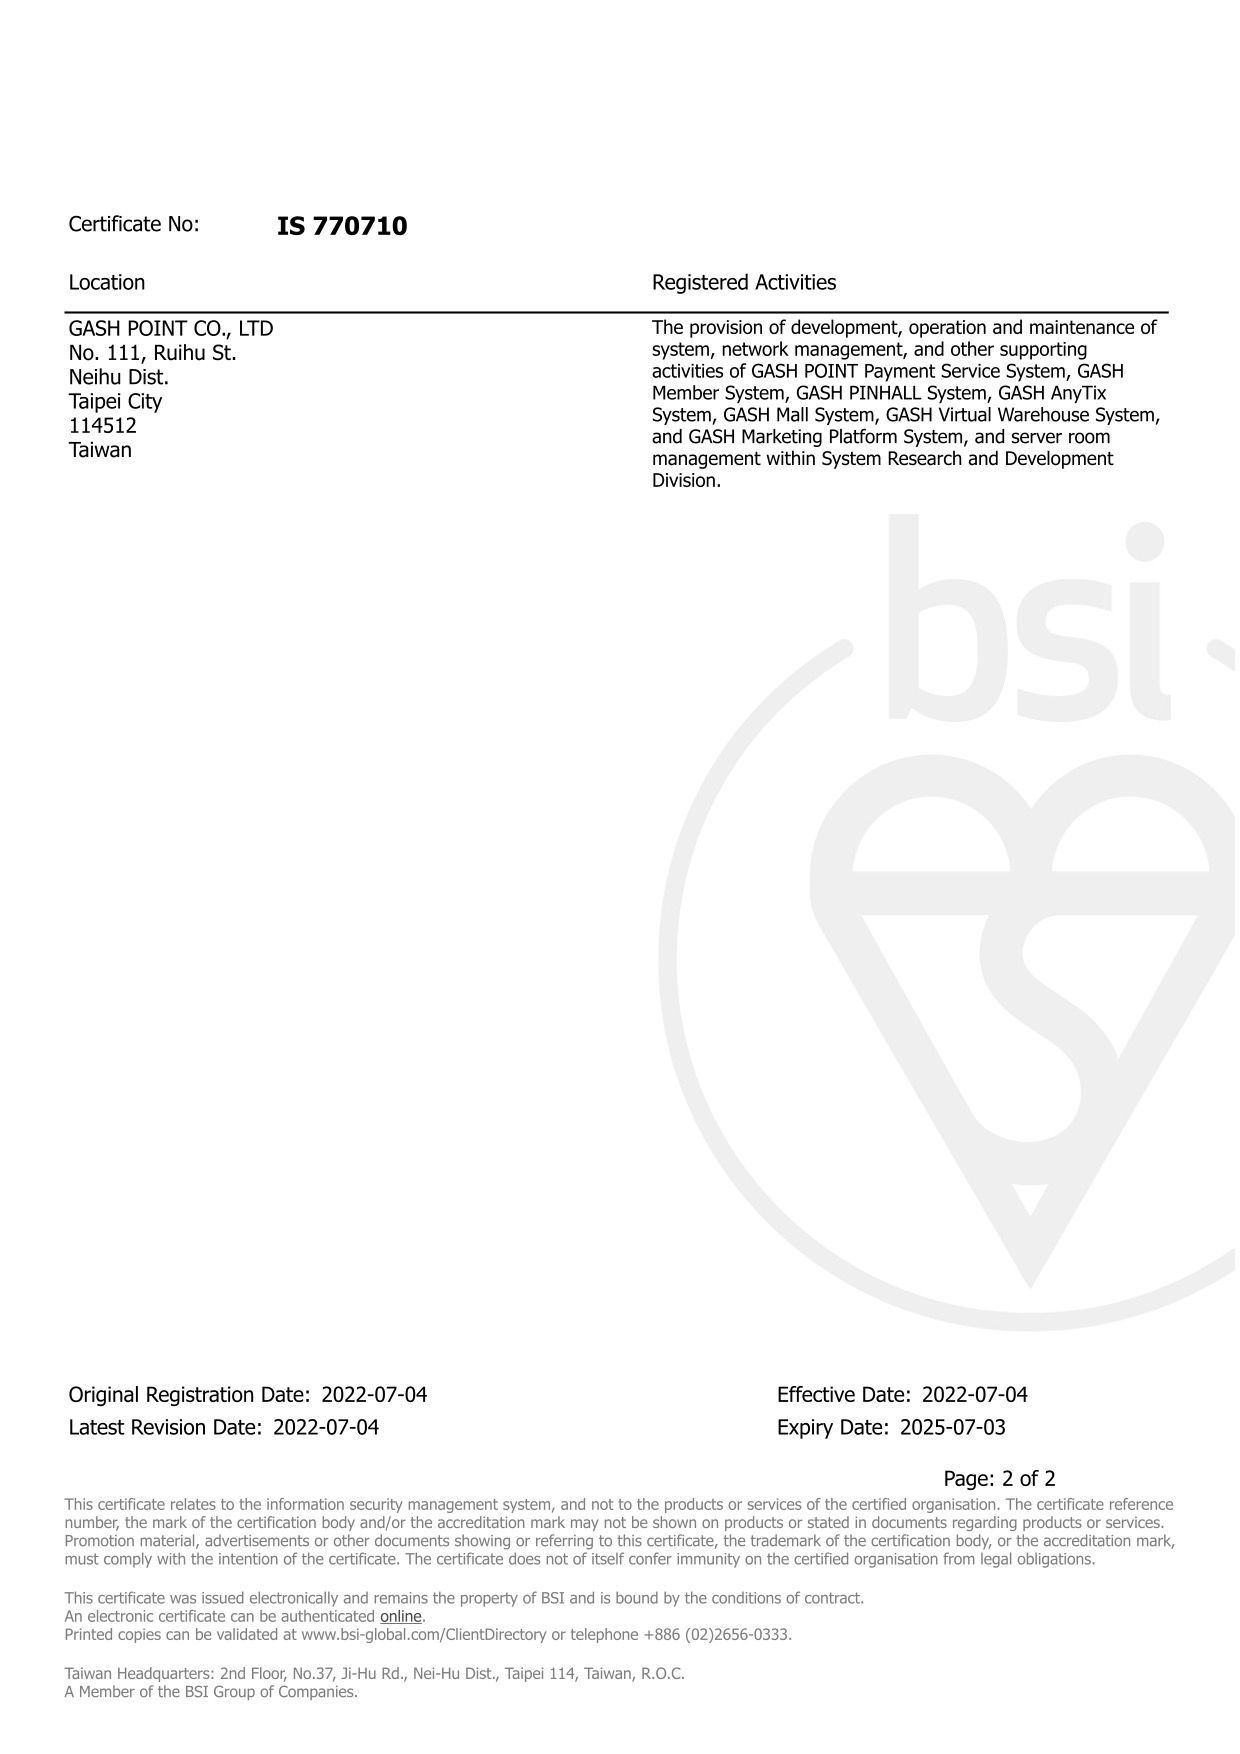 Certificate No: IS 770710
Location Registered Activities
GASH POINT CO., LTD
No. 111, Ruihu St.
Neihu Dist.
Taipei City
114512
Taiwan
The provision of development, operation and maintenance of
system, network management, and other supporting
activities of GASH POINT Payment Service System, GASH
Member System, GASH PINHALL System, GASH AnyTix
System, GASH Mall System, GASH Virtual Warehouse System,
and GASH Marketing Platform System, and server room
management within System Research and Development
Division.
bsi
Original Registration Date: 2022-07-04 Effective Date: 2022-07-04
Latest Revision Date: 2022-07-04 Expiry Date: 2025-07-03
Page: 2 of 2
This certificate relates to the information security management system, and not to the products or services of the certified organisation. The certificate reference
number, the mark of the certification body and/or the accreditation mark may not be shown on products or stated in documents regarding products or services.
Promotion material, advertisements or other documents showing or referring to this certificate, the trademark of the certification body, or the accreditation mark,
must comply with the intention of the certificate. The certificate does not of itself confer immunity on the certified organisation from legal obligations.
This certificate was issued electronically and remains the property of BSI and is bound by the conditions of contract.
An electronic certificate can be authenticated online.
Printed copies can be validated at www.bsi-global.com/ClientDirectory or telephone +886 (02)2656-0333.
Taiwan Headquarters: 2nd Floor, No.37, Ji-Hu Rd., Nei-Hu Dist., Taipei 114, Taiwan, R.O.C.
A Member of the BSI Group of Companies.